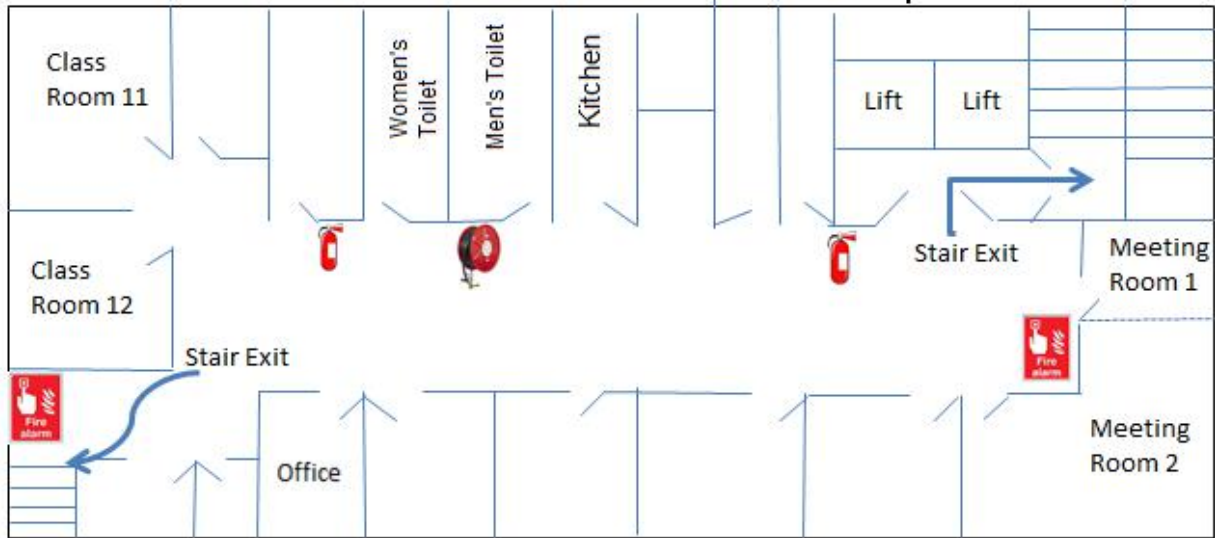 Class
Room 11
Women's
Toilet
Men's Toilet
Kitchen
Lift
Lift
Class
Room 12
Stair Exit
Meeting
Room 1
Stair Exit
Fire
alarm
Fire
alarm
Office
Meeting
Room 2